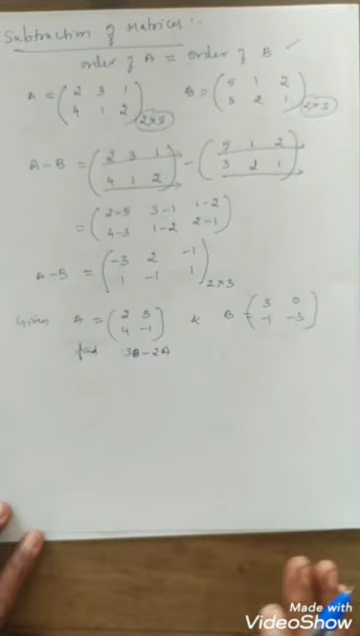 Subtraction of Matrices :-
order of A = order of B ✓
A = (2 3 1 / 4 1 2) 2×3 B = (5 1 2 / 3 2 1) 2×3
A-B = (2 3 1 / 4 1 2) - (5 1 2 / 3 2 1)
= (2-5 3-1 1-2 / 4-3 1-2 2-1)
A-B = (-3 2 -1 / 1 -1 1) 2×3
Given A = (2 3 / 4 -1) & B = (3 0 / -1 -3)
find 3B-2A
Made with
VideoShow